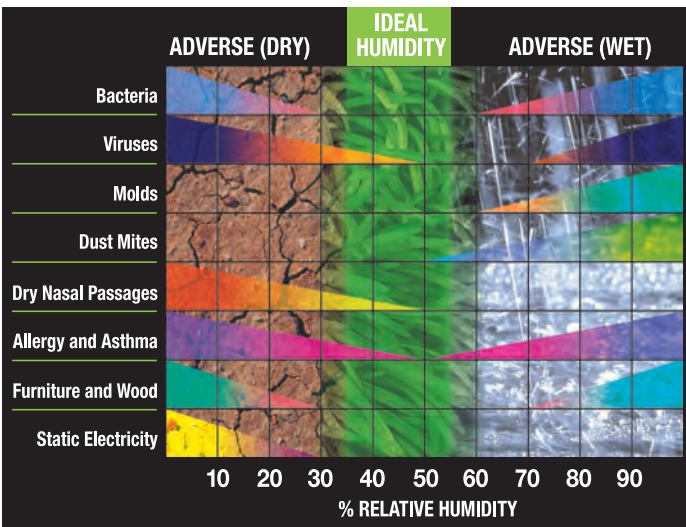 IDEAL
HUMIDITY
ADVERSE (DRY)
ADVERSE (WET)
Bacteria
Viruses
Molds
Dust Mites
Dry Nasal Passages
Allergy and Asthma
Furniture and Wood
Static Electricity
10 20 30 40 50 60 70 80 90
% RELATIVE HUMIDITY